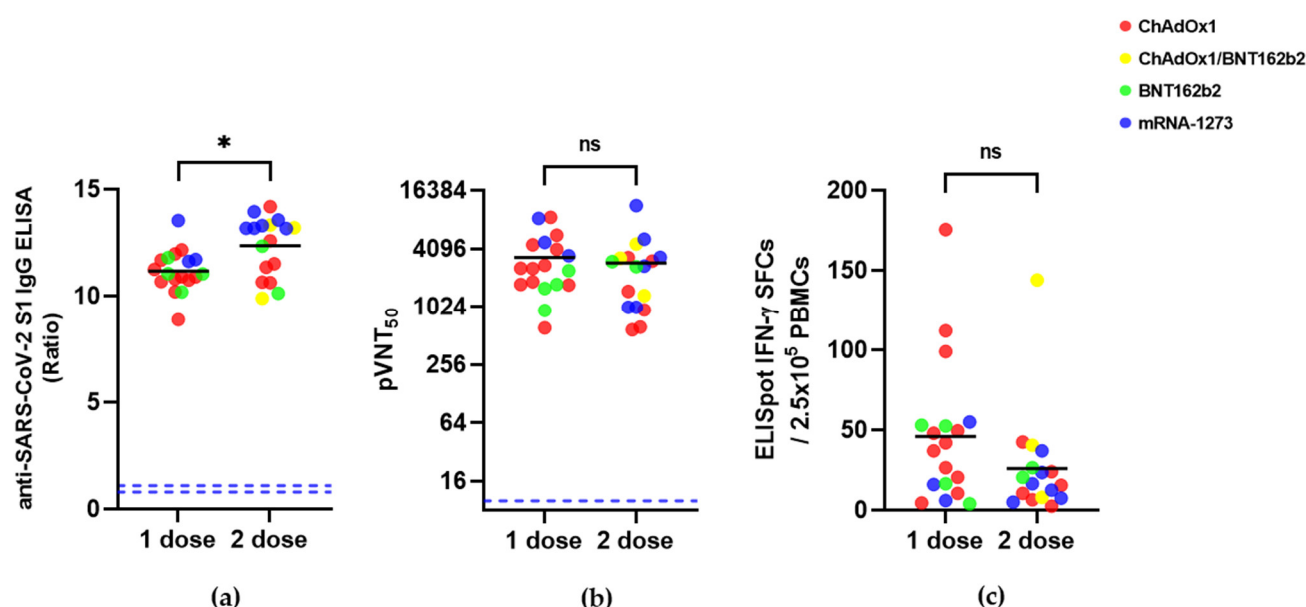 ChAdOx1
ChAdOx1/BNT162b2
BNT162b2
mRNA-1273
anti-SARS-CoV-2 S1 IgG ELISA
(Ratio)
15
10
5
0
*
1 dose
2 dose
(a)
pVNT50
16384
4096
1024
256
64
16
ns
1 dose
2 dose
(b)
ELISpot IFN-γ SFCs
/ 2.5x10⁵ PBMCs
200
150
100
50
0
ns
1 dose
2 dose
(c)